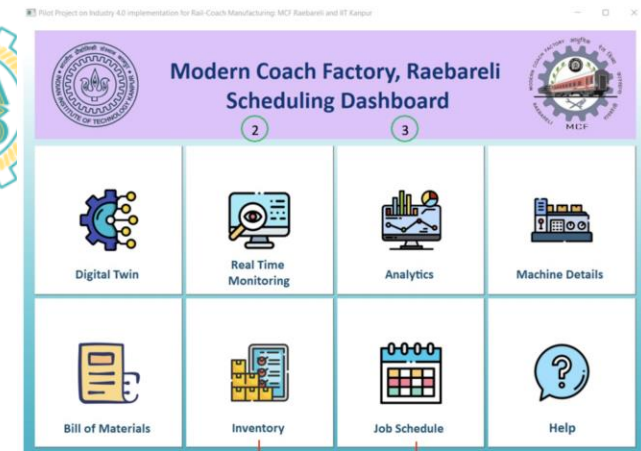 Pilot Project on Industry 4.0 implementation for Rail-Coach Manufacturing: MCF Raebareli and IIT Kanpur
Modern Coach Factory, Raebareli
Scheduling Dashboard
2
3
MCF
Digital Twin
Real Time
Monitoring
Analytics
Machine Details
Bill of Materials
Inventory
Job Schedule
Help